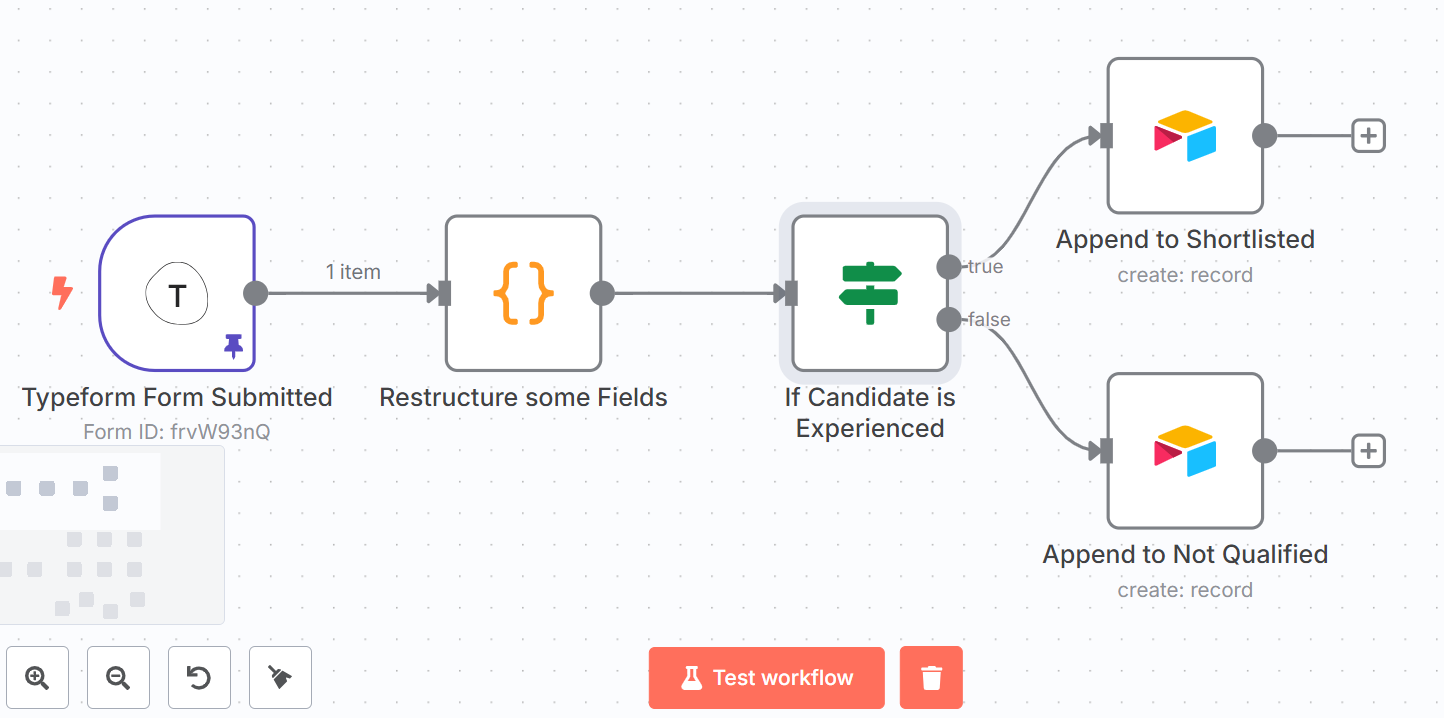 Append to Shortlisted
create: record
1 item
true
false
T
Typeform Form Submitted
Form ID: frvW93nQ
Restructure some Fields
If Candidate is
Experienced
Append to Not Qualified
create: record
Test workflow